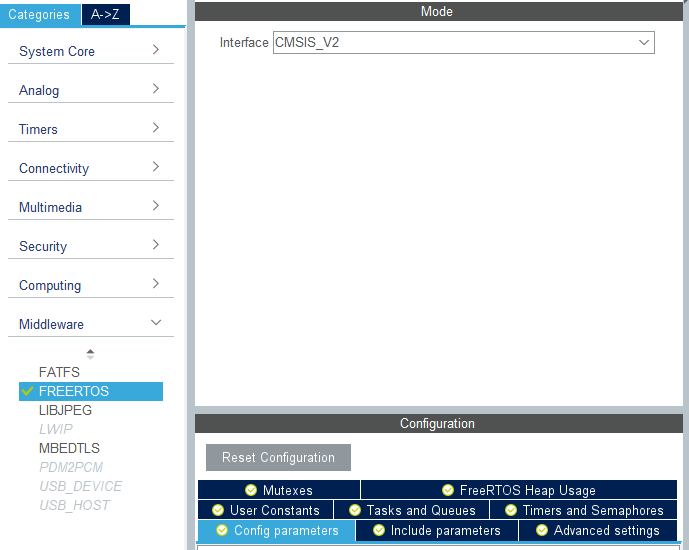 Categories A->Z
System Core
Analog
Timers
Connectivity
Multimedia
Security
Computing
Middleware
FATFS
FREERTOS
LIBJPEG
LWIP
MBEDTLS
PDM2PCM
USB_DEVICE
USB_HOST
Mode
Interface CMSIS_V2
Configuration
Reset Configuration
Mutexes FreeRTOS Heap Usage
User Constants Tasks and Queues Timers and Semaphores
Config parameters Include parameters Advanced settings